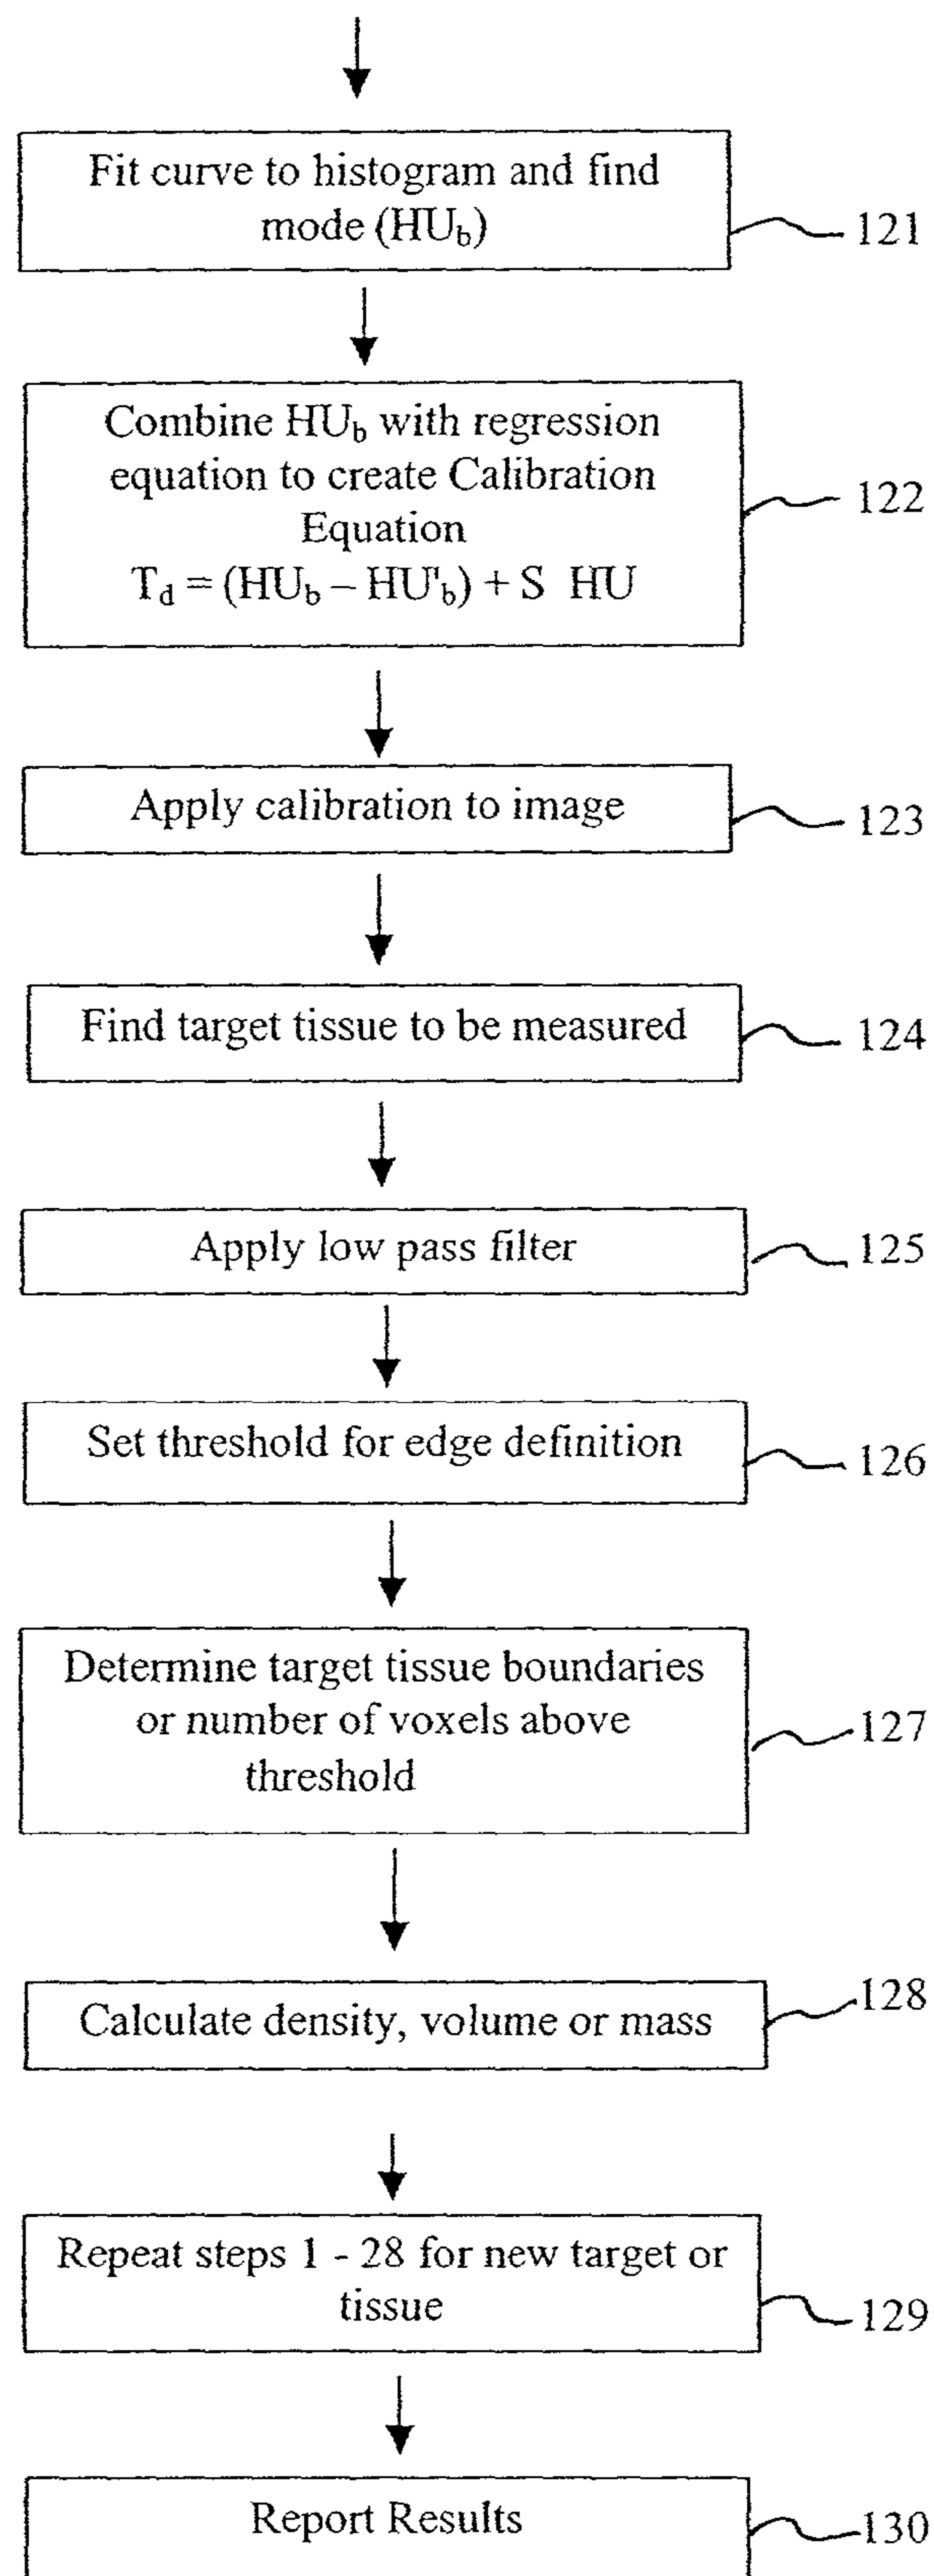 Fit curve to histogram and find
mode (HU_b)
121
Combine HU_b with regression
equation to create Calibration
Equation
T_d = (HU_b – HU'_b) + S HU
122
Apply calibration to image
123
Find target tissue to be measured
124
Apply low pass filter
125
Set threshold for edge definition
126
Determine target tissue boundaries
or number of voxels above
threshold
127
Calculate density, volume or mass
128
Repeat steps 1 - 28 for new target or
tissue
129
Report Results
130